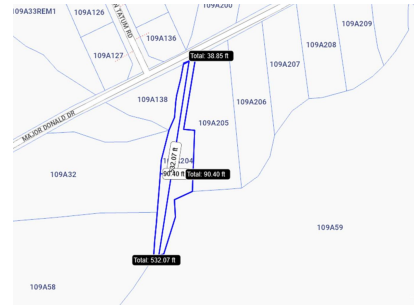 109A33REM1
109A126
TATUM RD
109A200
109A209
109A136
109A208
109A127
Total: 38.85 ft
109A207
109A138
109A206
MAJOR DONALD DR
109A205
32.07 ft
204
109A32
90.40 ft
Total: 90.40 ft
109A59
Total: 532.07 ft
109A58